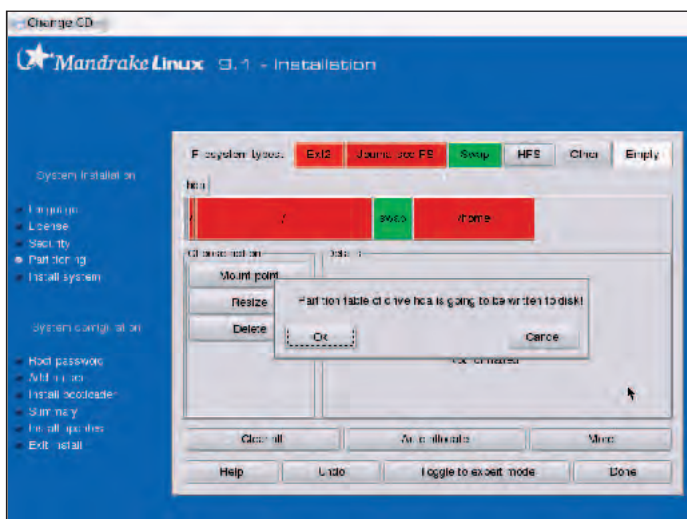 Change CD
Mandrake Linux 9.1 - Installation
Filesystem types: Ext2 Journalised FS Swap HFS Other Empty
hda
/ / swap /home
System installation
Language
License
Security
Partitioning
Install system
Choose action
Details
Mount point
Resize
Delete
Partition table of drive hda is going to be written to disk!
Ok Cancel
System configuration
Root password
Add a user
Install bootloader
Summary
Install updates
Exit install
Clear all Auto allocate More
Help Undo Toggle to expert mode Done